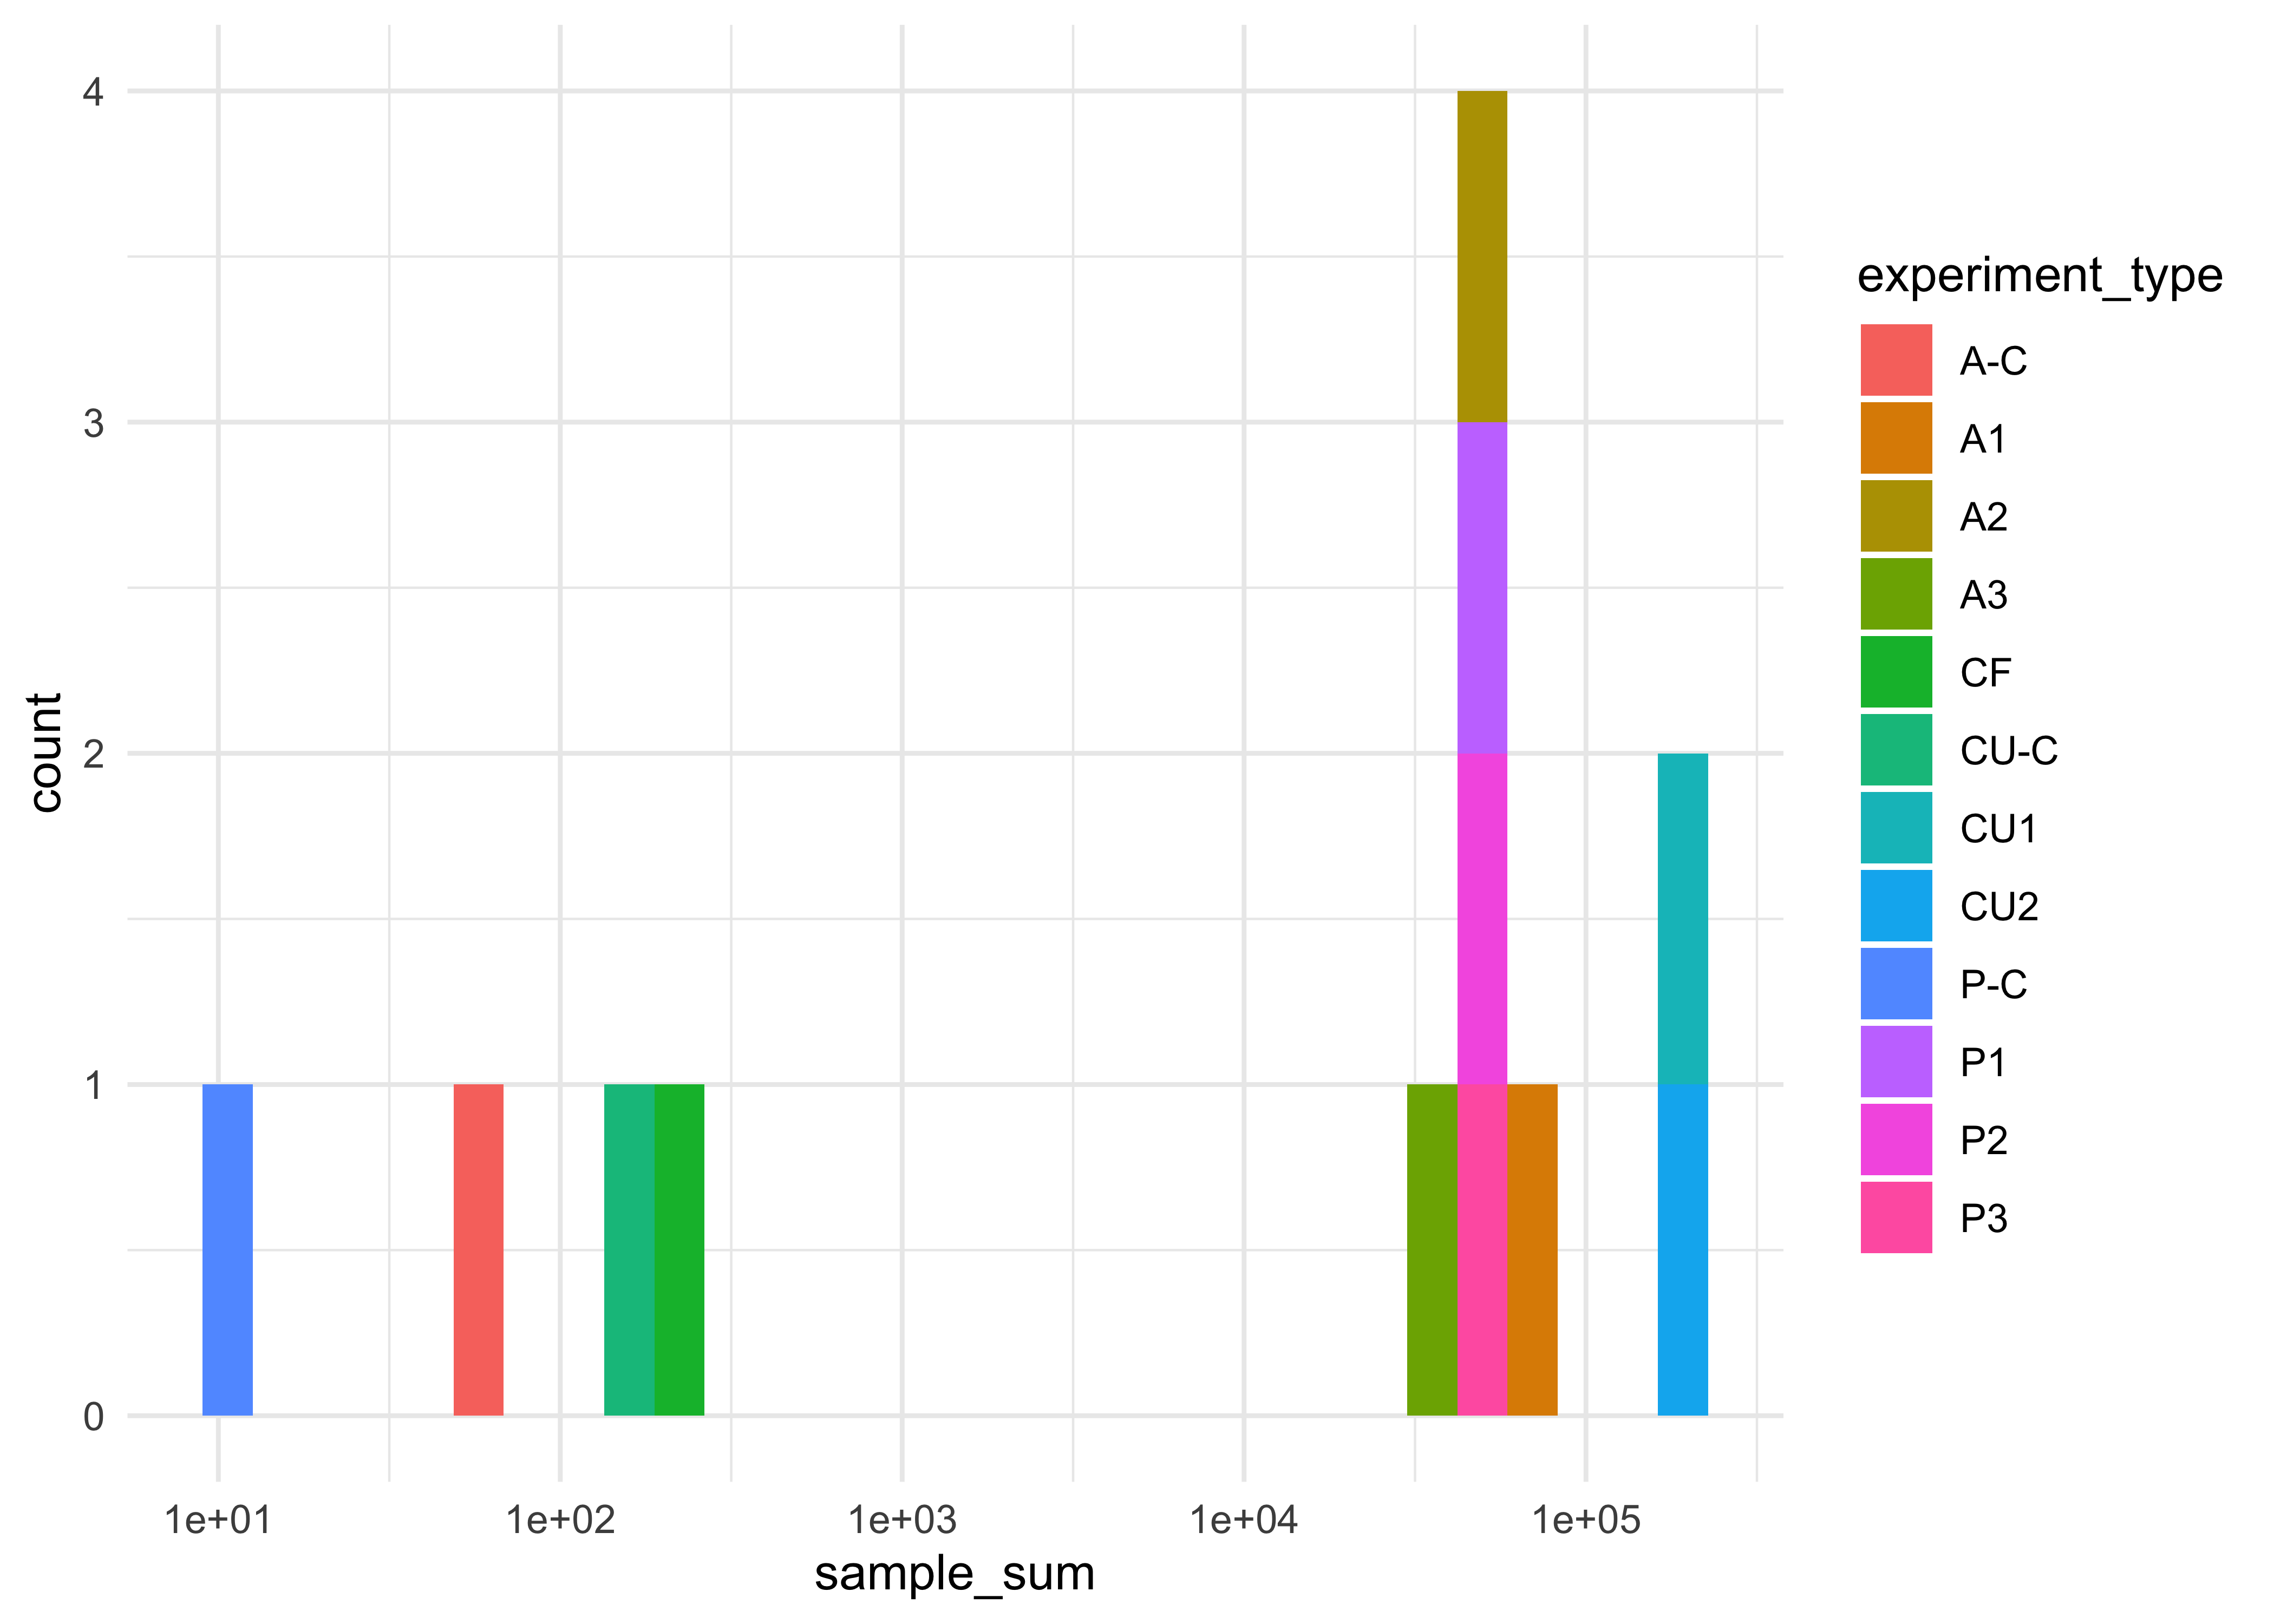 4
3
2
1
0
count
1e+01 1e+02 1e+03 1e+04 1e+05
sample_sum
experiment_type
A-C
A1
A2
A3
CF
CU-C
CU1
CU2
P-C
P1
P2
P3